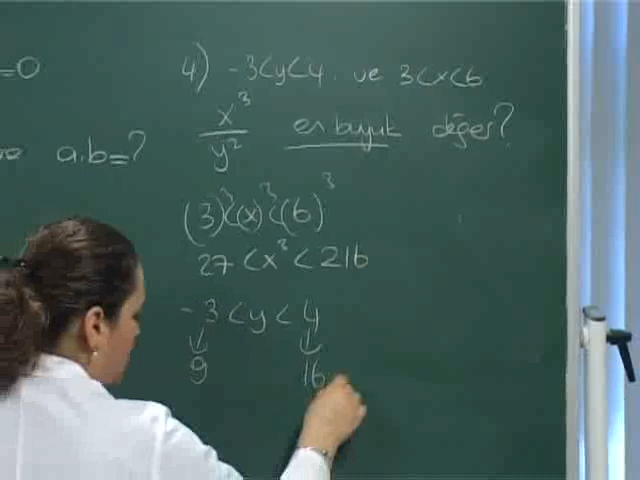 =0
ve a.b=?
4) -3<y<4 ve 3<x<6
x³/y² en büyük değer?
(3)³<(x)³<(6)³
27<x³<216
-3<y<4
↓ ↓
9 16